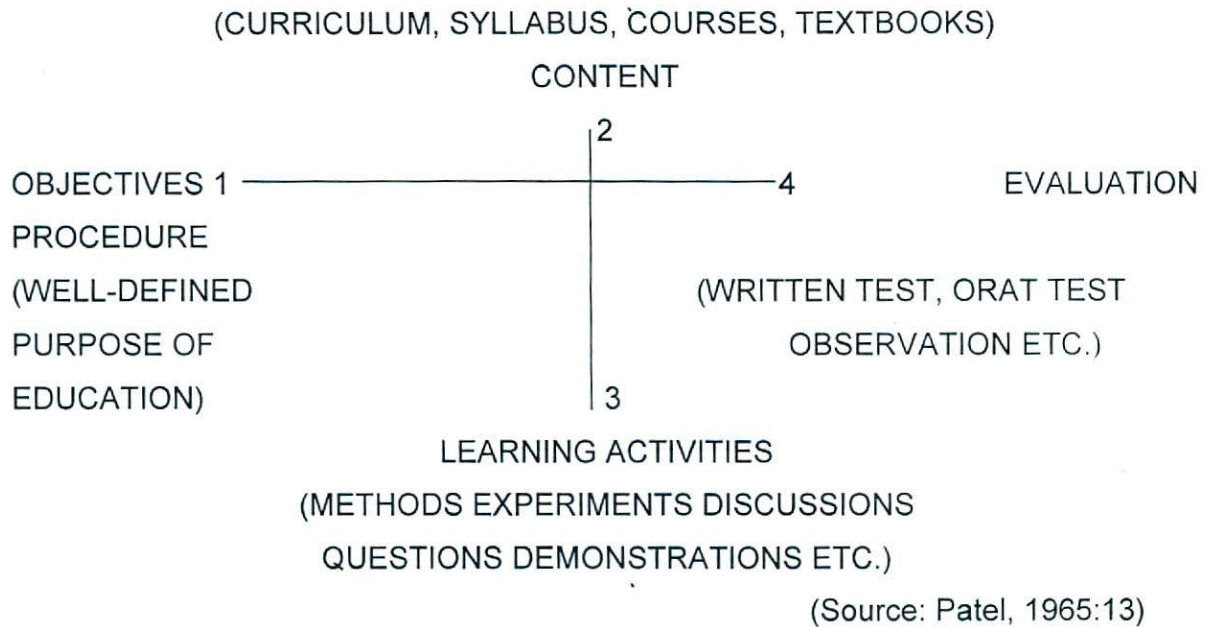 (CURRICULUM, SYLLABUS, COURSES, TEXTBOOKS)
CONTENT
2
OBJECTIVES 1 4 EVALUATION
PROCEDURE
(WELL-DEFINED (WRITTEN TEST, ORAT TEST
PURPOSE OF OBSERVATION ETC.)
EDUCATION) 3
LEARNING ACTIVITIES
(METHODS EXPERIMENTS DISCUSSIONS
QUESTIONS DEMONSTRATIONS ETC.)
(Source: Patel, 1965:13)